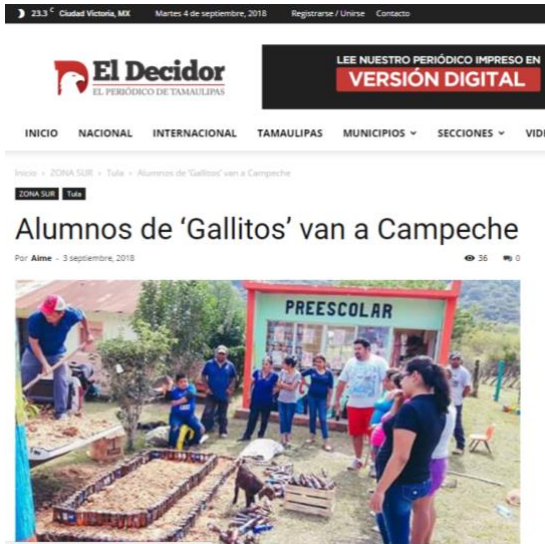 23.3 C Ciudad Victoria, MX Martes 4 de septiembre, 2018 Registrarse / Unirse Contacto
El Decidor
EL PERIÓDICO DE TAMAULIPAS
LEE NUESTRO PERIÓDICO IMPRESO EN
VERSIÓN DIGITAL
INICIO NACIONAL INTERNACIONAL TAMAULIPAS MUNICIPIOS SECCIONES VID
Inicio › ZONA SUR › Tula › Alumnos de 'Gallitos' van a Campeche
ZONA SUR Tula
Alumnos de ‘Gallitos’ van a Campeche
Por Aime - 3 septiembre, 2018 36 0
PREESCOLAR